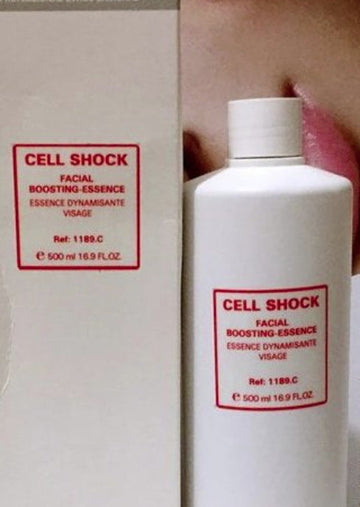 CELL SHOCK
FACIAL
BOOSTING-ESSENCE
ESSENCE DYNAMISANTE
VISAGE
Ref: 1189.C
℮ 500 ml 16.9 FL.OZ.
CELL SHOCK
FACIAL
BOOSTING-ESSENCE
ESSENCE DYNAMISANTE
VISAGE
Ref: 1189.C
℮ 500 ml 16.9 FL.OZ.